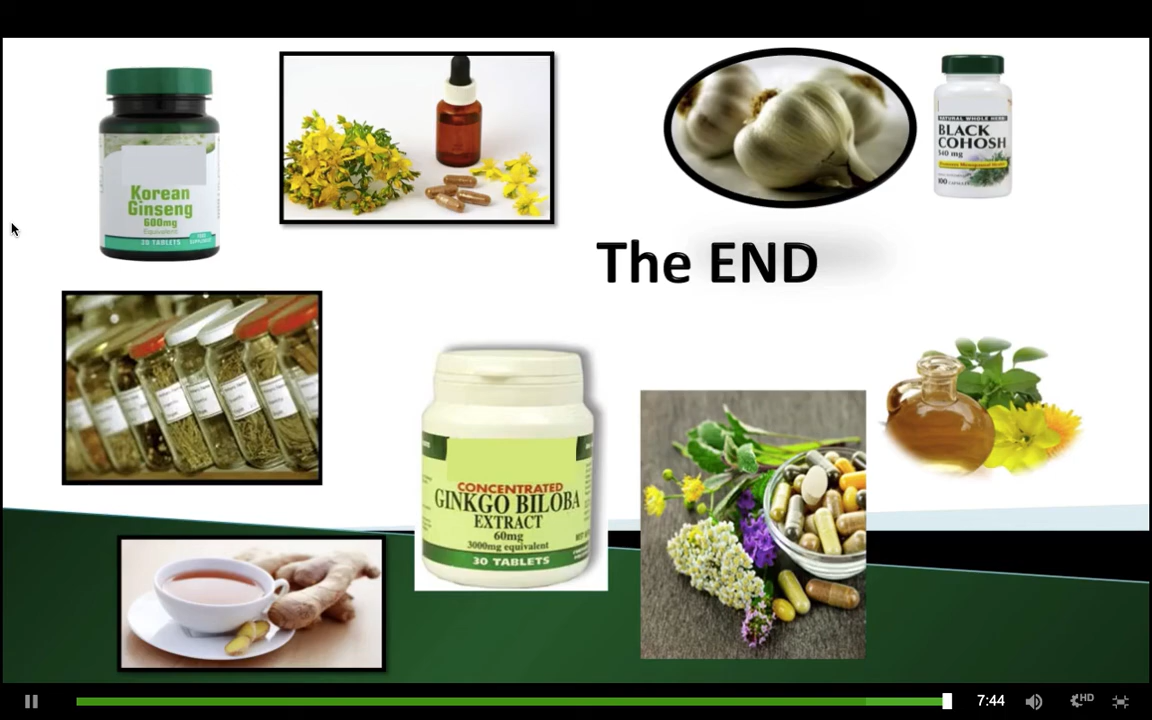 Korean
Ginseng
600mg
Equivalent
30 TABLETS
NATURAL WHOLE HERB
BLACK
COHOSH
540 mg
100 CAPSULES
The END
CONCENTRATED
GINKGO BILOBA
EXTRACT
60mg
3000mg equivalent
30 TABLETS
7:44
HD